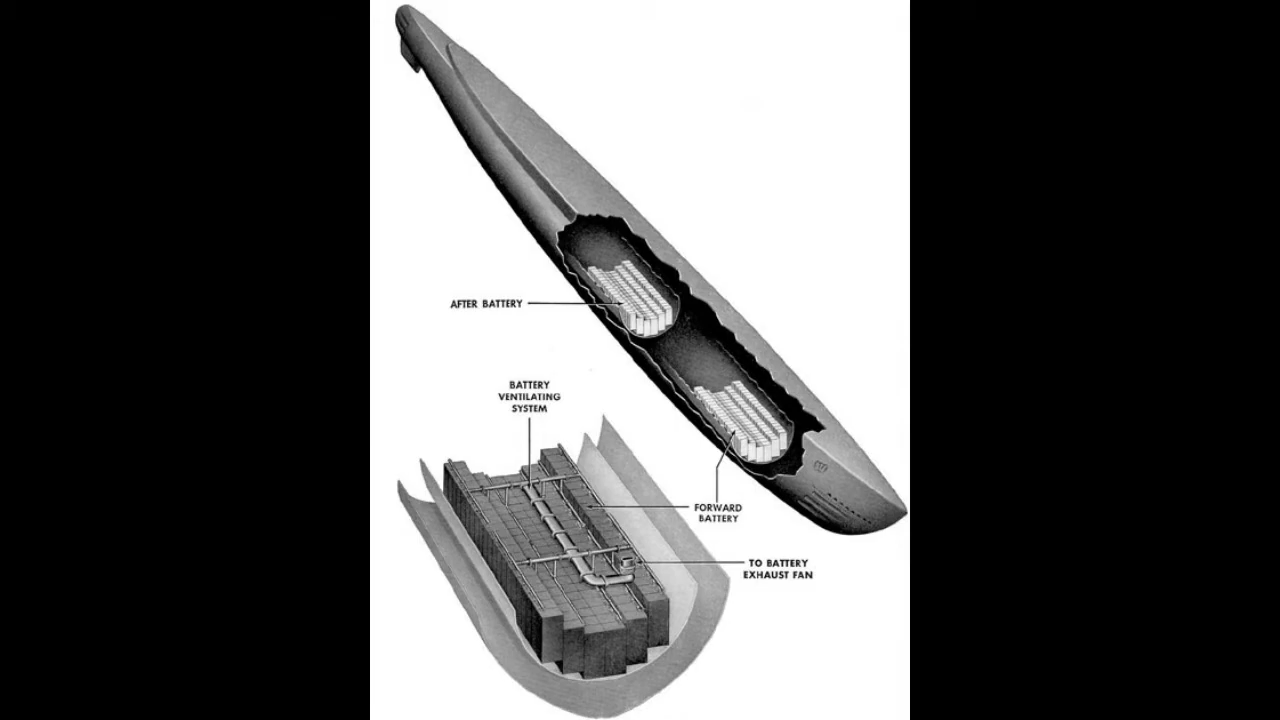 AFTER BATTERY
BATTERY
VENTILATING
SYSTEM
FORWARD
BATTERY
TO BATTERY
EXHAUST FAN